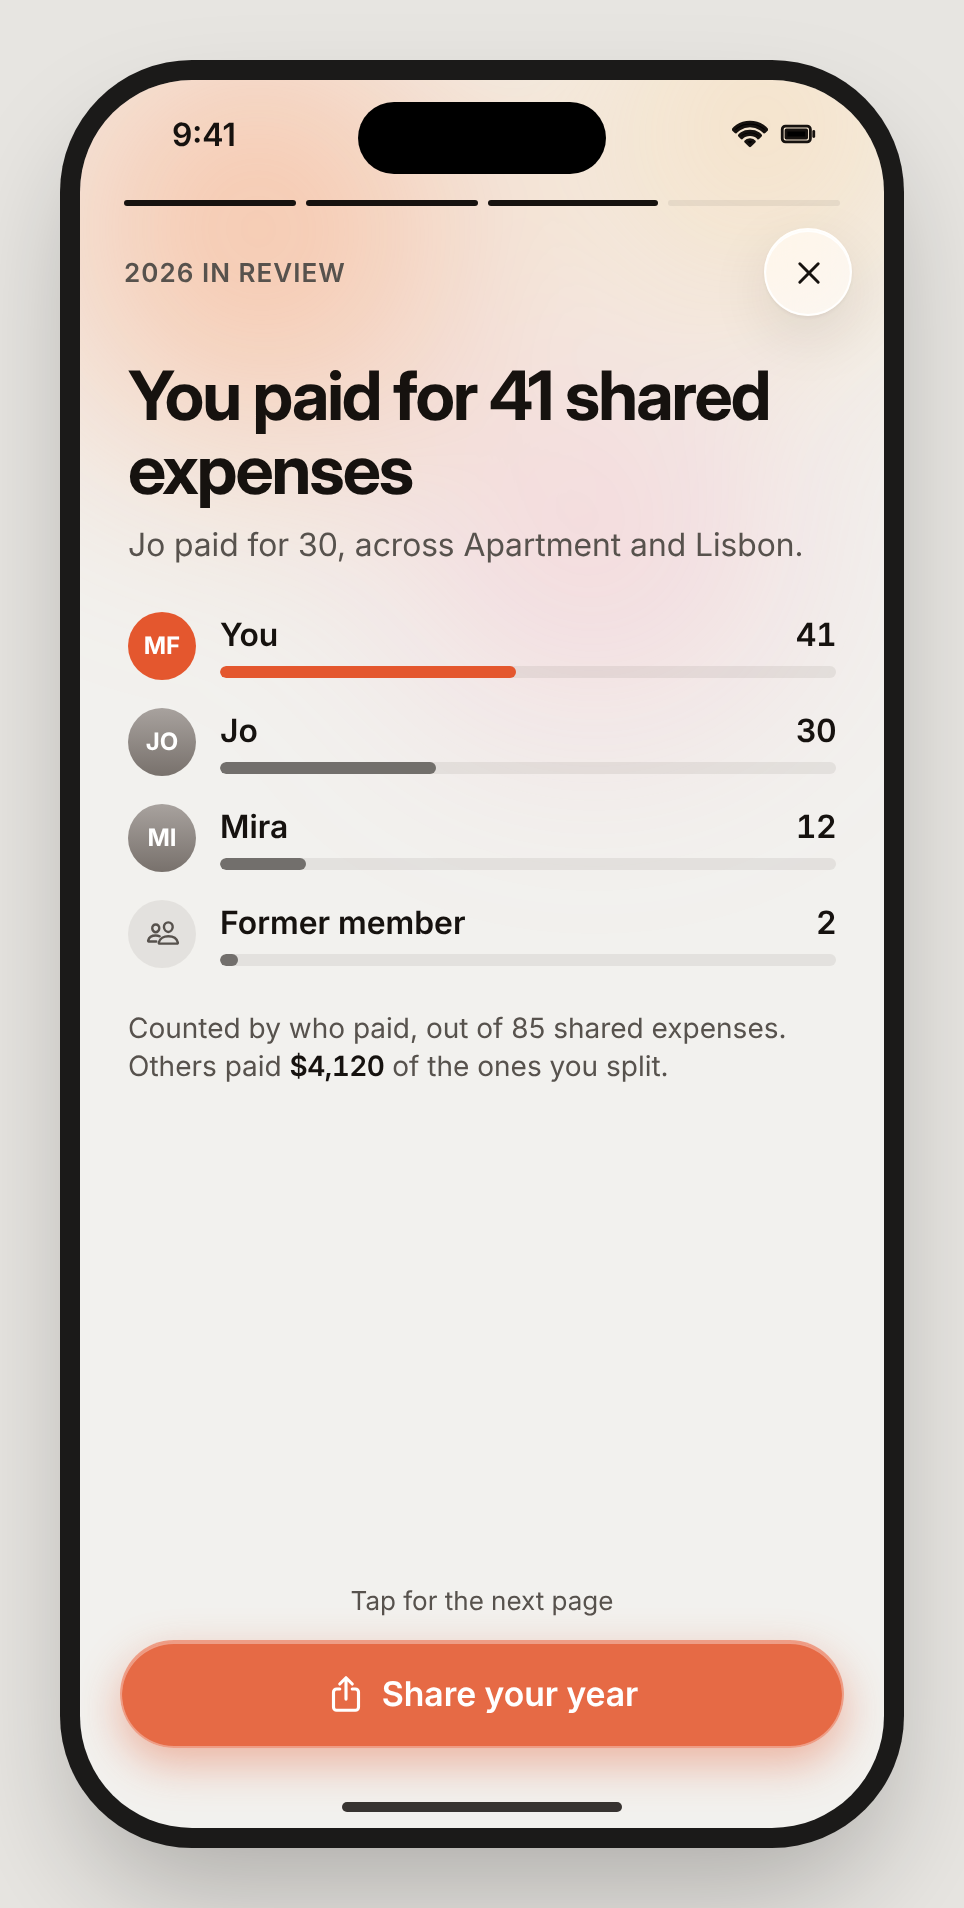 9:41
2026 IN REVIEW
You paid for 41 shared
expenses
Jo paid for 30, across Apartment and Lisbon.
MF You 41
JO Jo 30
MI Mira 12
Former member 2
Counted by who paid, out of 85 shared expenses.
Others paid $4,120 of the ones you split.
Tap for the next page
Share your year